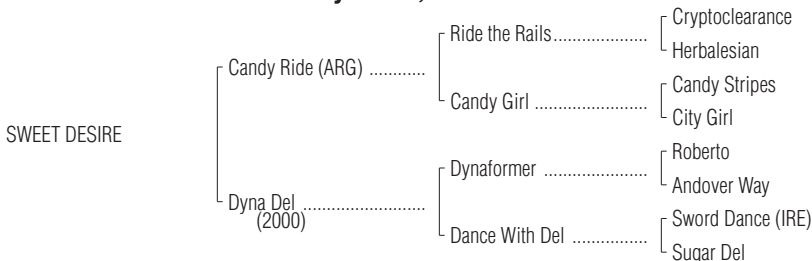 Cryptoclearance
Ride the Rails....................
Herbalesian
Candy Ride (ARG) ............
Candy Stripes
Candy Girl ........................
City Girl
SWEET DESIRE
Roberto
Dynaformer ......................
Andover Way
Dyna Del ..........................
(2000)
Sword Dance (IRE)
Dance With Del ................
Sugar Del